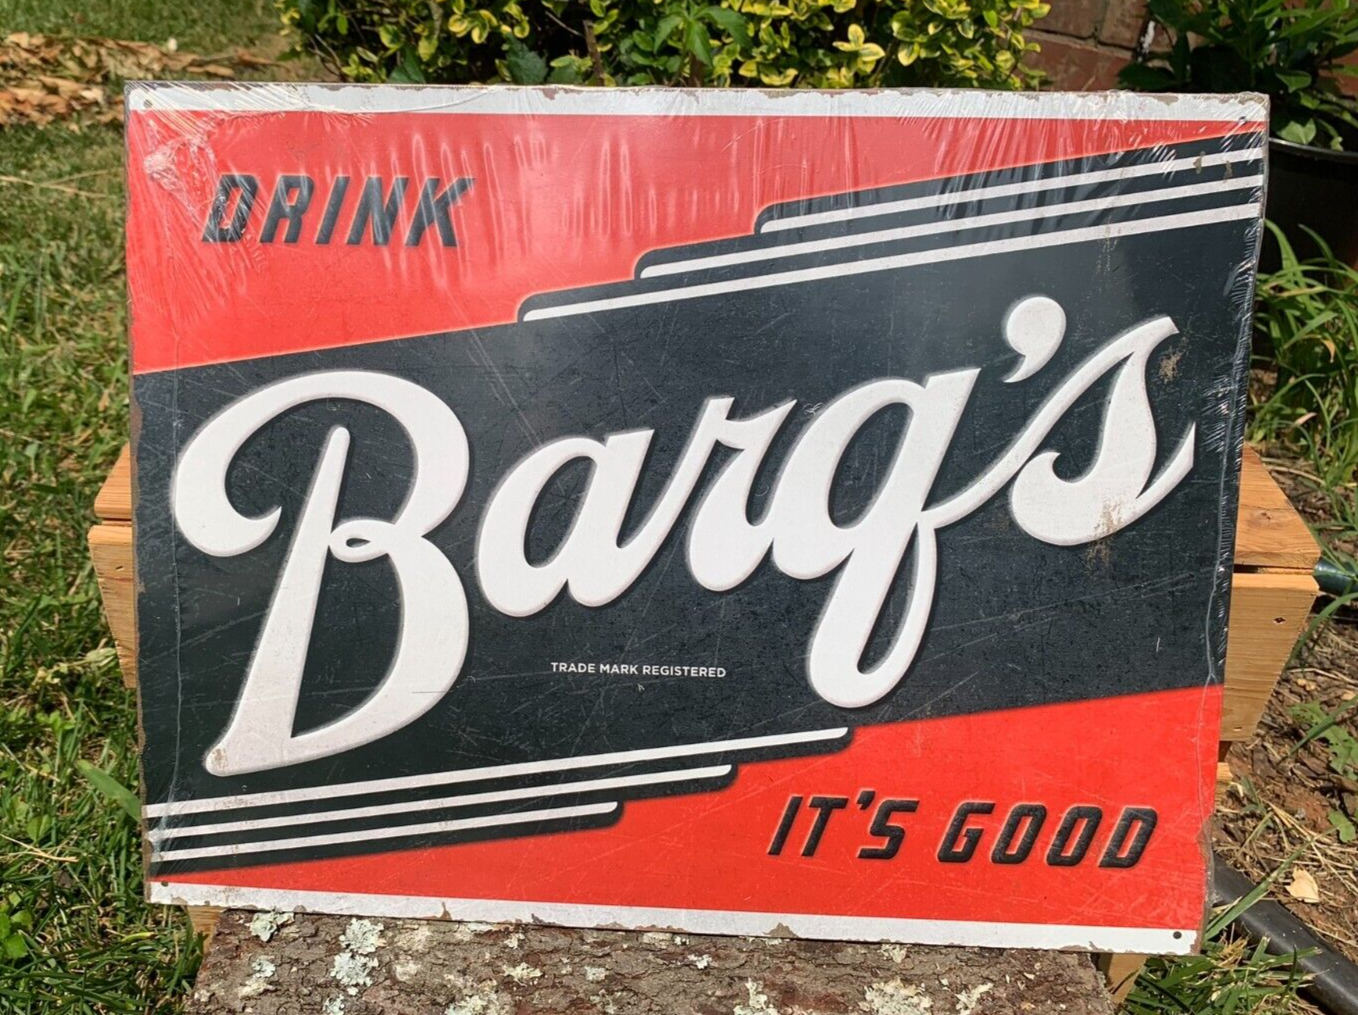 DRINK
Barq's
TRADE MARK REGISTERED
IT'S GOOD